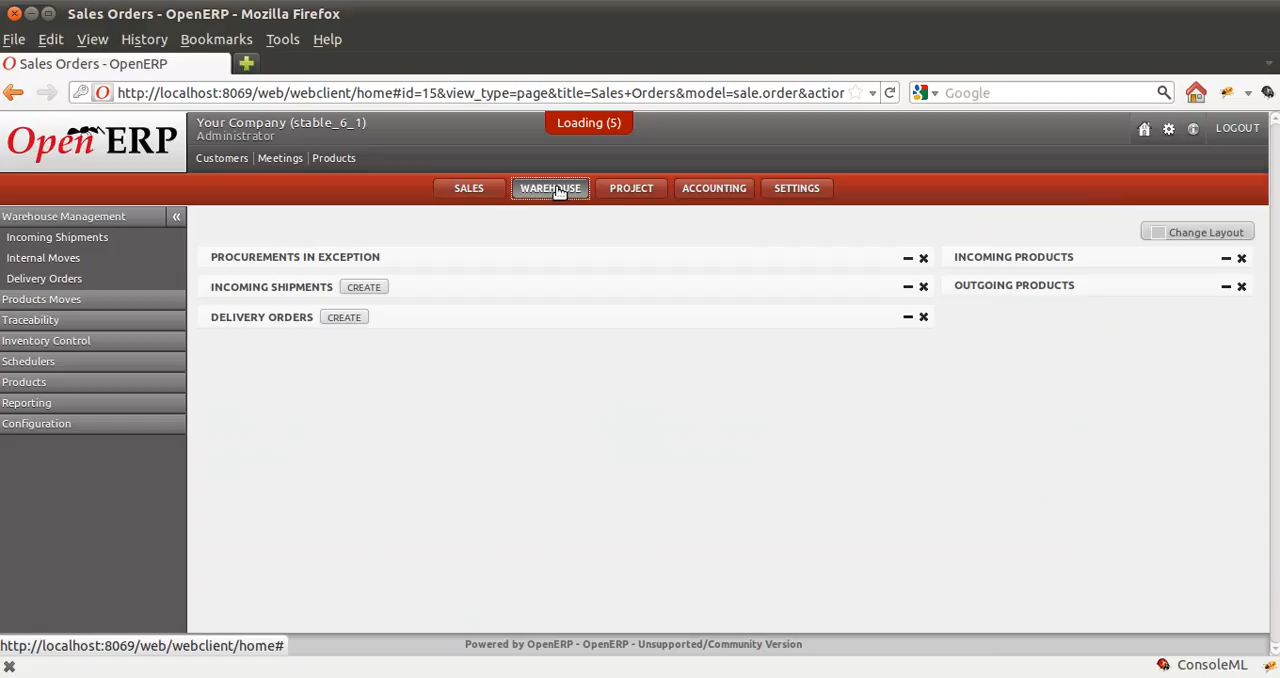 Sales Orders - OpenERP - Mozilla Firefox
File Edit View History Bookmarks Tools Help
Sales Orders - OpenERP
http://localhost:8069/web/webclient/home#id=15&view_type=page&title=Sales+Orders&model=sale.order&action
Google
Open ERP
Your Company (stable_6_1)
Administrator
Loading (5)
LOGOUT
Customers | Meetings | Products
SALES WAREHOUSE PROJECT ACCOUNTING SETTINGS
Warehouse Management «
Incoming Shipments
Internal Moves
Delivery Orders
Products Moves
Traceability
Inventory Control
Schedulers
Products
Reporting
Configuration
Change Layout
PROCUREMENTS IN EXCEPTION
INCOMING SHIPMENTS CREATE
DELIVERY ORDERS CREATE
INCOMING PRODUCTS
OUTGOING PRODUCTS
http://localhost:8069/web/webclient/home#
Powered by OpenERP - OpenERP - Unsupported/Community Version
ConsoleML